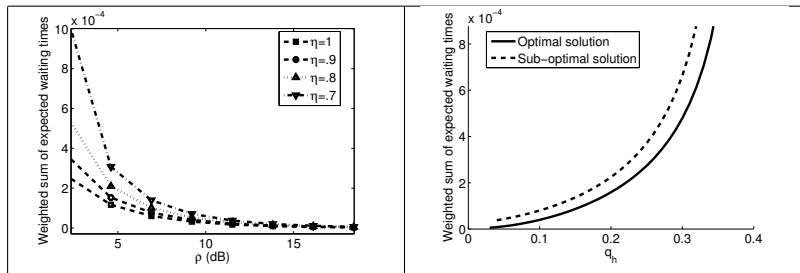 x 10⁻⁴
Weighted sum of expected waiting times
10
8
6
4
2
0
5
10
15
ρ (dB)
η=1
η=.9
η=.8
η=.7
x 10⁻⁴
Weighted sum of expected waiting times
8
6
4
2
0
0
0.1
0.2
0.3
0.4
q_h
Optimal solution
Sub−optimal solution